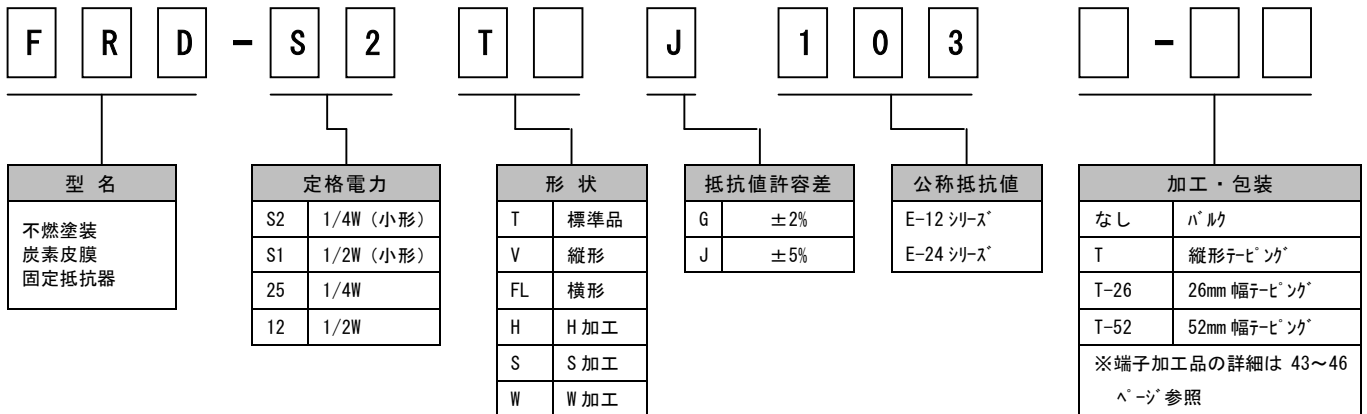 F R D - S 2 T J 1 0 3 -
型 名
不燃塗装
炭素皮膜
固定抵抗器
定格電力
S2 1/4W (小形)
S1 1/2W (小形)
25 1/4W
12 1/2W
形 状
T 標準品
V 縦形
FL 横形
H H加工
S S加工
W W加工
抵抗値許容差
G ±2%
J ±5%
公称抵抗値
E-12 ｼﾘｰｽﾞ
E-24 ｼﾘｰｽﾞ
加工・包装
なし ﾊﾞﾙｸ
T 縦形ﾃｰﾋﾟﾝｸﾞ
T-26 26mm 幅ﾃｰﾋﾟﾝｸﾞ
T-52 52mm 幅ﾃｰﾋﾟﾝｸﾞ
※端子加工品の詳細は 43～46
ﾍﾟｰｼﾞ参照